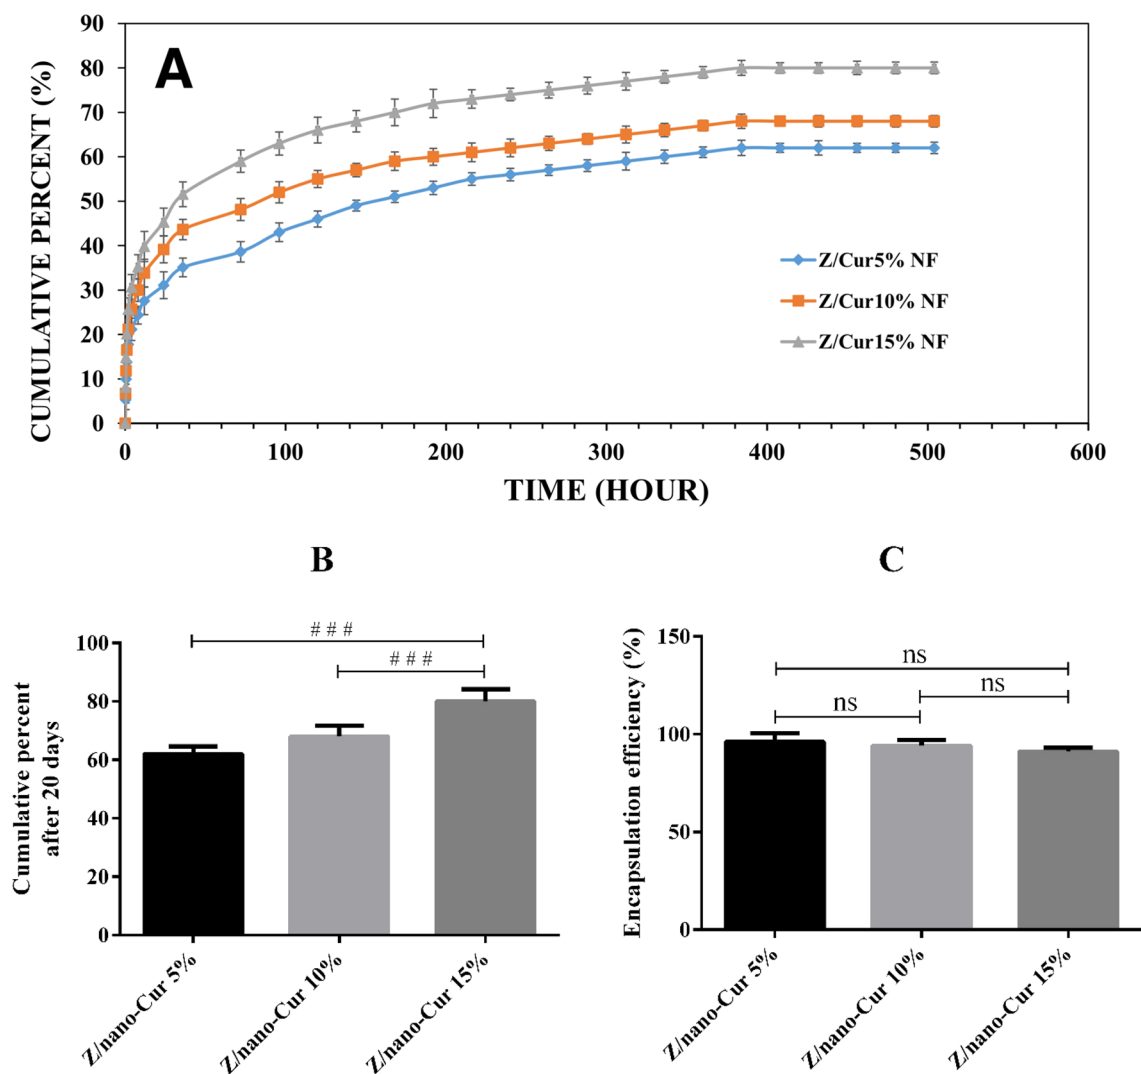 A
CUMULATIVE PERCENT (%)
90
80
70
60
50
40
30
20
10
0
0 100 200 300 400 500 600
TIME (HOUR)
Z/Cur5% NF
Z/Cur10% NF
Z/Cur15% NF
B
Cumulative percent
after 20 days
100
80
60
40
20
0
# # #
# # #
Z/nano-Cur 5%
Z/nano-Cur 10%
Z/nano-Cur 15%
C
Encapsulation efficiency (%)
150
100
50
0
ns
ns
ns
Z/nano-Cur 5%
Z/nano-Cur 10%
Z/nano-Cur 15%